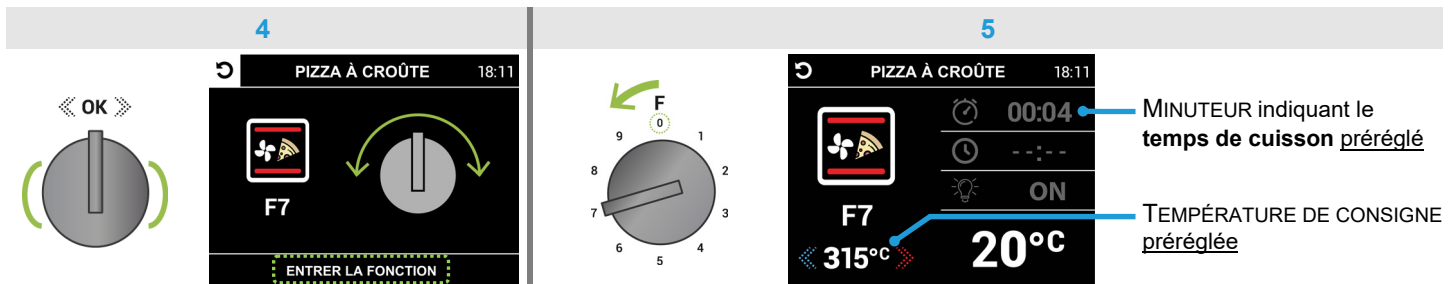 4
5
OK
PIZZA À CROÛTE 18:11
F7
ENTRER LA FONCTION
F
0
1
2
3
4
5
6
7
8
9
PIZZA À CROÛTE 18:11
00:04
--:--
ON
F7
315°C
20°C
MINUTEUR indiquant le
temps de cuisson préréglé
TEMPÉRATURE DE CONSIGNE
préréglée